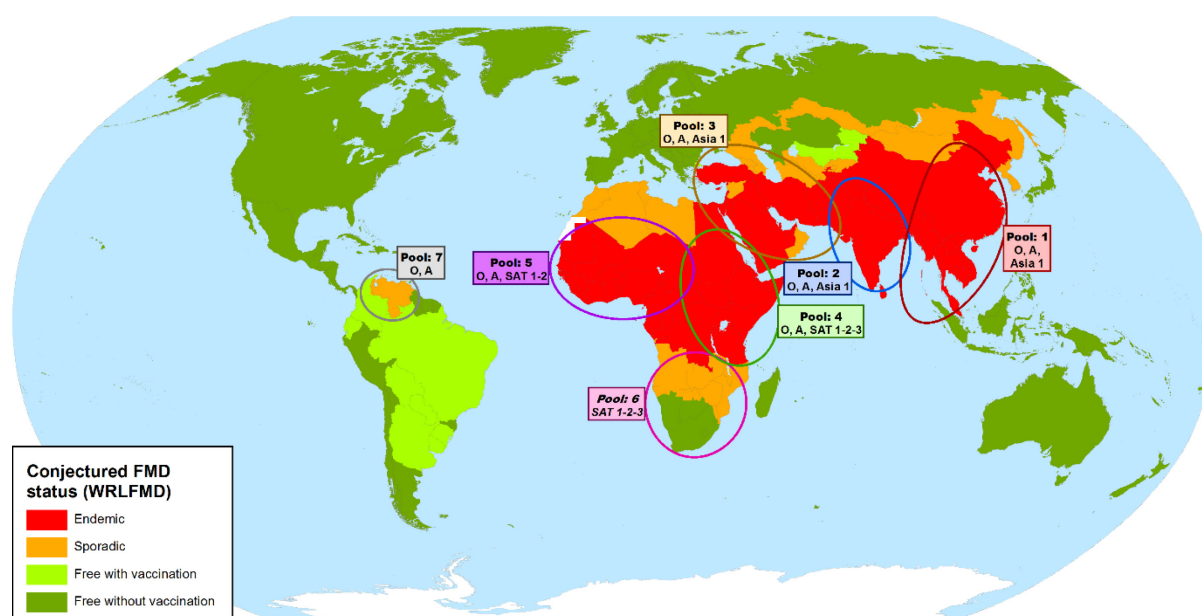 Pool: 3
O, A, Asia 1
Pool: 1
O, A,
Asia 1
Pool: 7
O, A
Pool: 5
O, A, SAT 1-2
Pool: 2
O, A, Asia 1
Pool: 4
O, A, SAT 1-2-3
Pool: 6
SAT 1-2-3
Conjectured FMD
status (WRLFMD)
Endemic
Sporadic
Free with vaccination
Free without vaccination